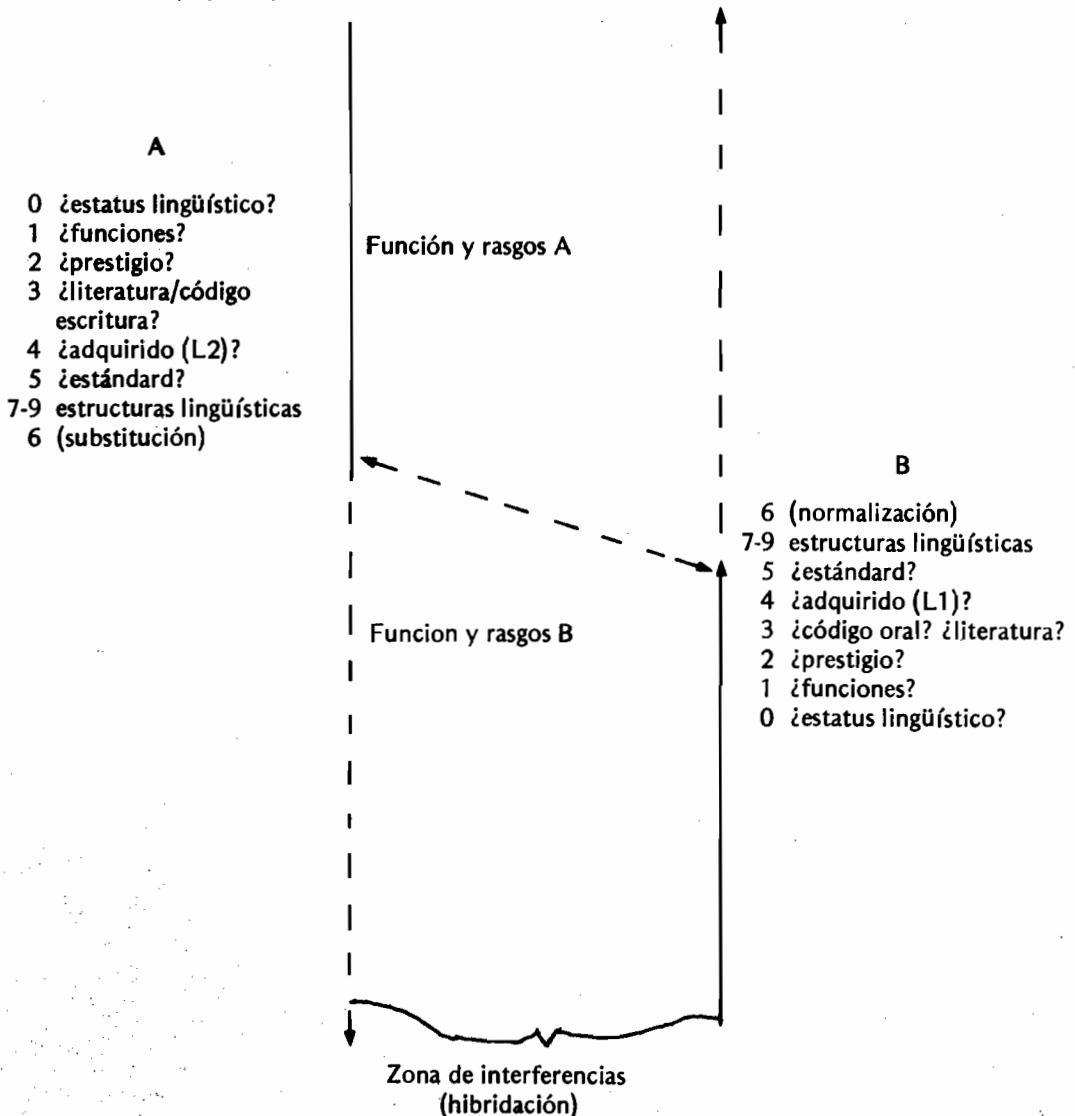 A
0 ¿estatus lingüístico?
1 ¿funciones?
2 ¿prestigio?
3 ¿literatura/código
escritura?
4 ¿adquirido (L2)?
5 ¿estándard?
7-9 estructuras lingüísticas
6 (substitución)
Función y rasgos A
Funcion y rasgos B
B
6 (normalización)
7-9 estructuras lingüísticas
5 ¿estándard?
4 ¿adquirido (L1)?
3 ¿código oral? ¿literatura?
2 ¿prestigio?
1 ¿funciones?
0 ¿estatus lingüístico?
Zona de interferencias
(hibridación)